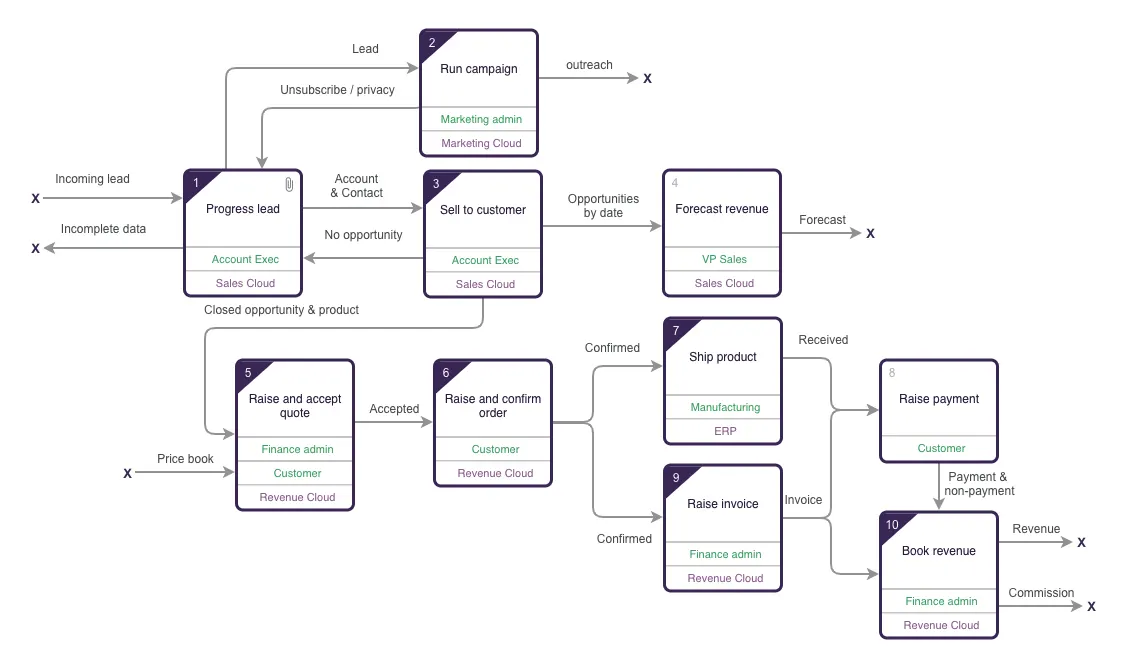 Lead
2
Run campaign
Marketing admin
Marketing Cloud
outreach
X
Unsubscribe / privacy
Incoming lead
X
Incomplete data
X
1
Progress lead
Account Exec
Sales Cloud
Account
& Contact
No opportunity
3
Sell to customer
Account Exec
Sales Cloud
Opportunities
by date
4
Forecast revenue
VP Sales
Sales Cloud
Forecast
X
Closed opportunity & product
Price book
X
5
Raise and accept
quote
Finance admin
Customer
Revenue Cloud
Accepted
6
Raise and confirm
order
Customer
Revenue Cloud
Confirmed
Confirmed
7
Ship product
Manufacturing
ERP
Received
9
Raise invoice
Finance admin
Revenue Cloud
Invoice
8
Raise payment
Customer
Payment &
non-payment
10
Book revenue
Finance admin
Revenue Cloud
Revenue
X
Commission
X